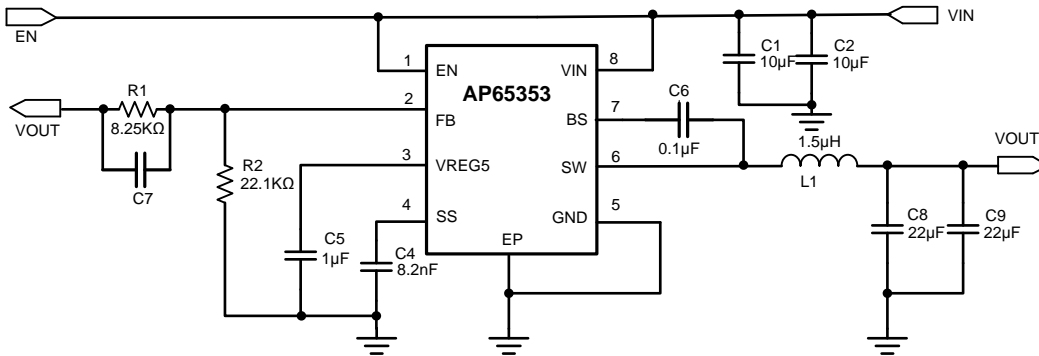 EN
VIN
C1
10µF
C2
10µF
1
EN
VIN
8
AP65353
R1
8.25KΩ
VOUT
C7
2
FB
BS
7
C6
0.1µF
R2
22.1KΩ
3
VREG5
SW
6
1.5µH
L1
VOUT
4
SS
GND
5
EP
C5
1µF
C4
8.2nF
C8
22µF
C9
22µF